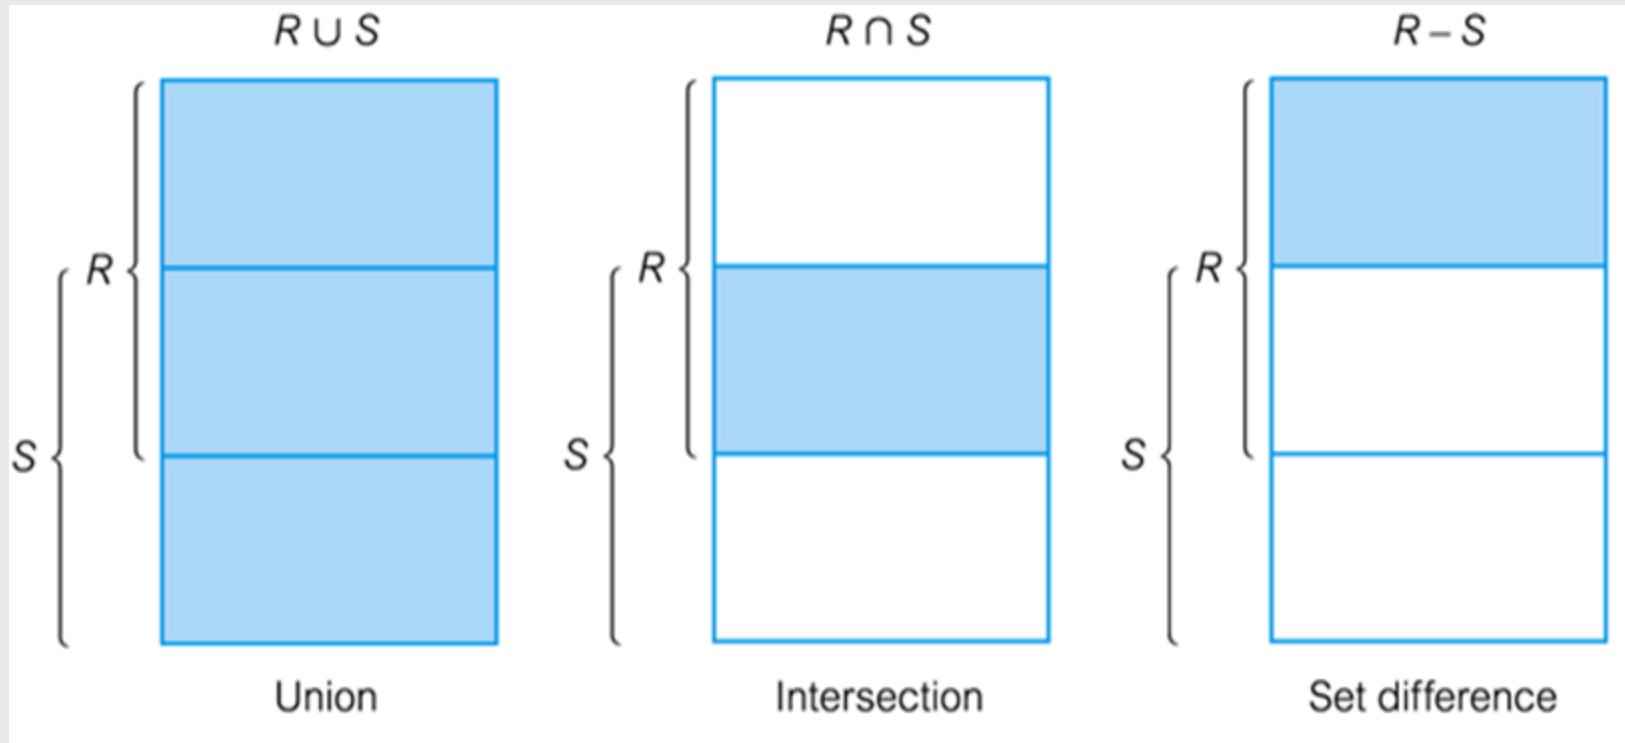 R ∪ S
R
S
Union
R ∩ S
R
S
Intersection
R – S
R
S
Set difference